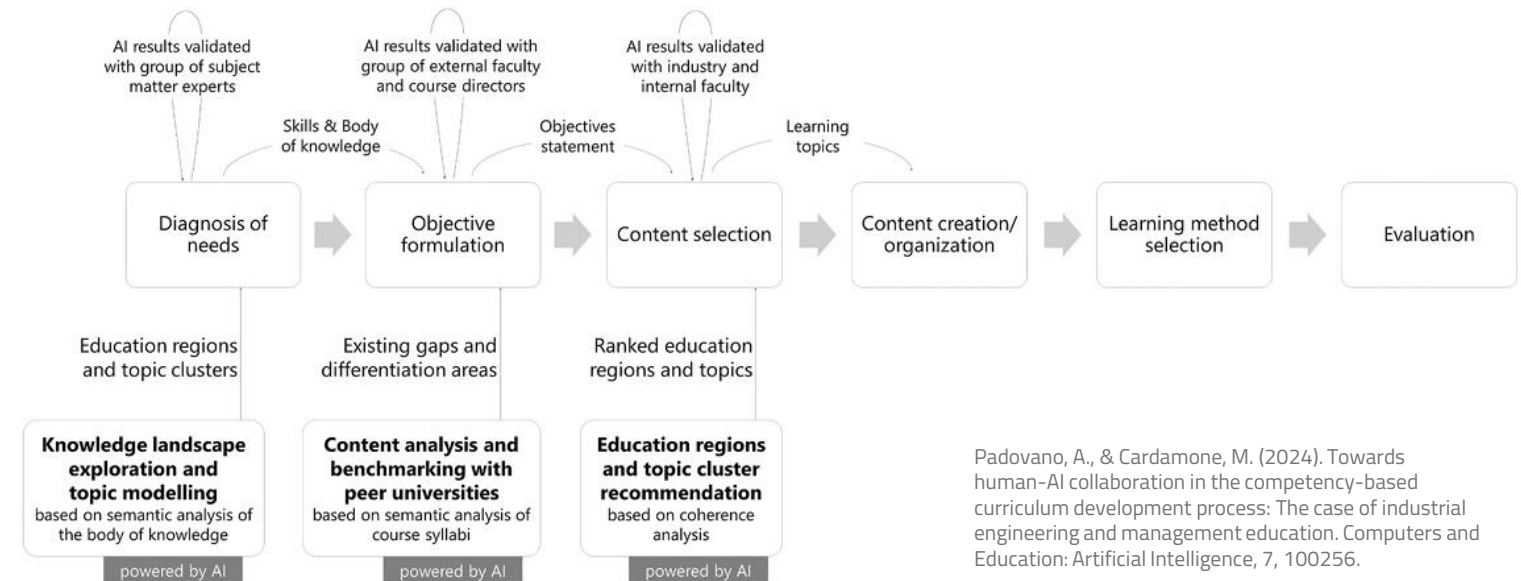 AI results validated
with group of subject
matter experts
AI results validated with
group of external faculty
and course directors
AI results validated
with industry and
internal faculty
Skills & Body
of knowledge
Objectives
statement
Learning
topics
Diagnosis of
needs
Objective
formulation
Content selection
Content creation/
organization
Learning method
selection
Evaluation
Education regions
and topic clusters
Existing gaps and
differentiation areas
Ranked education
regions and topics
Knowledge landscape
exploration and
topic modelling
based on semantic analysis of
the body of knowledge
powered by AI
Content analysis and
benchmarking with
peer universities
based on semantic analysis of
course syllabi
powered by AI
Education regions
and topic cluster
recommendation
based on coherence
analysis
powered by AI
Padovano, A., & Cardamone, M. (2024). Towards
human-AI collaboration in the competency-based
curriculum development process: The case of industrial
engineering and management education. Computers and
Education: Artificial Intelligence, 7, 100256.